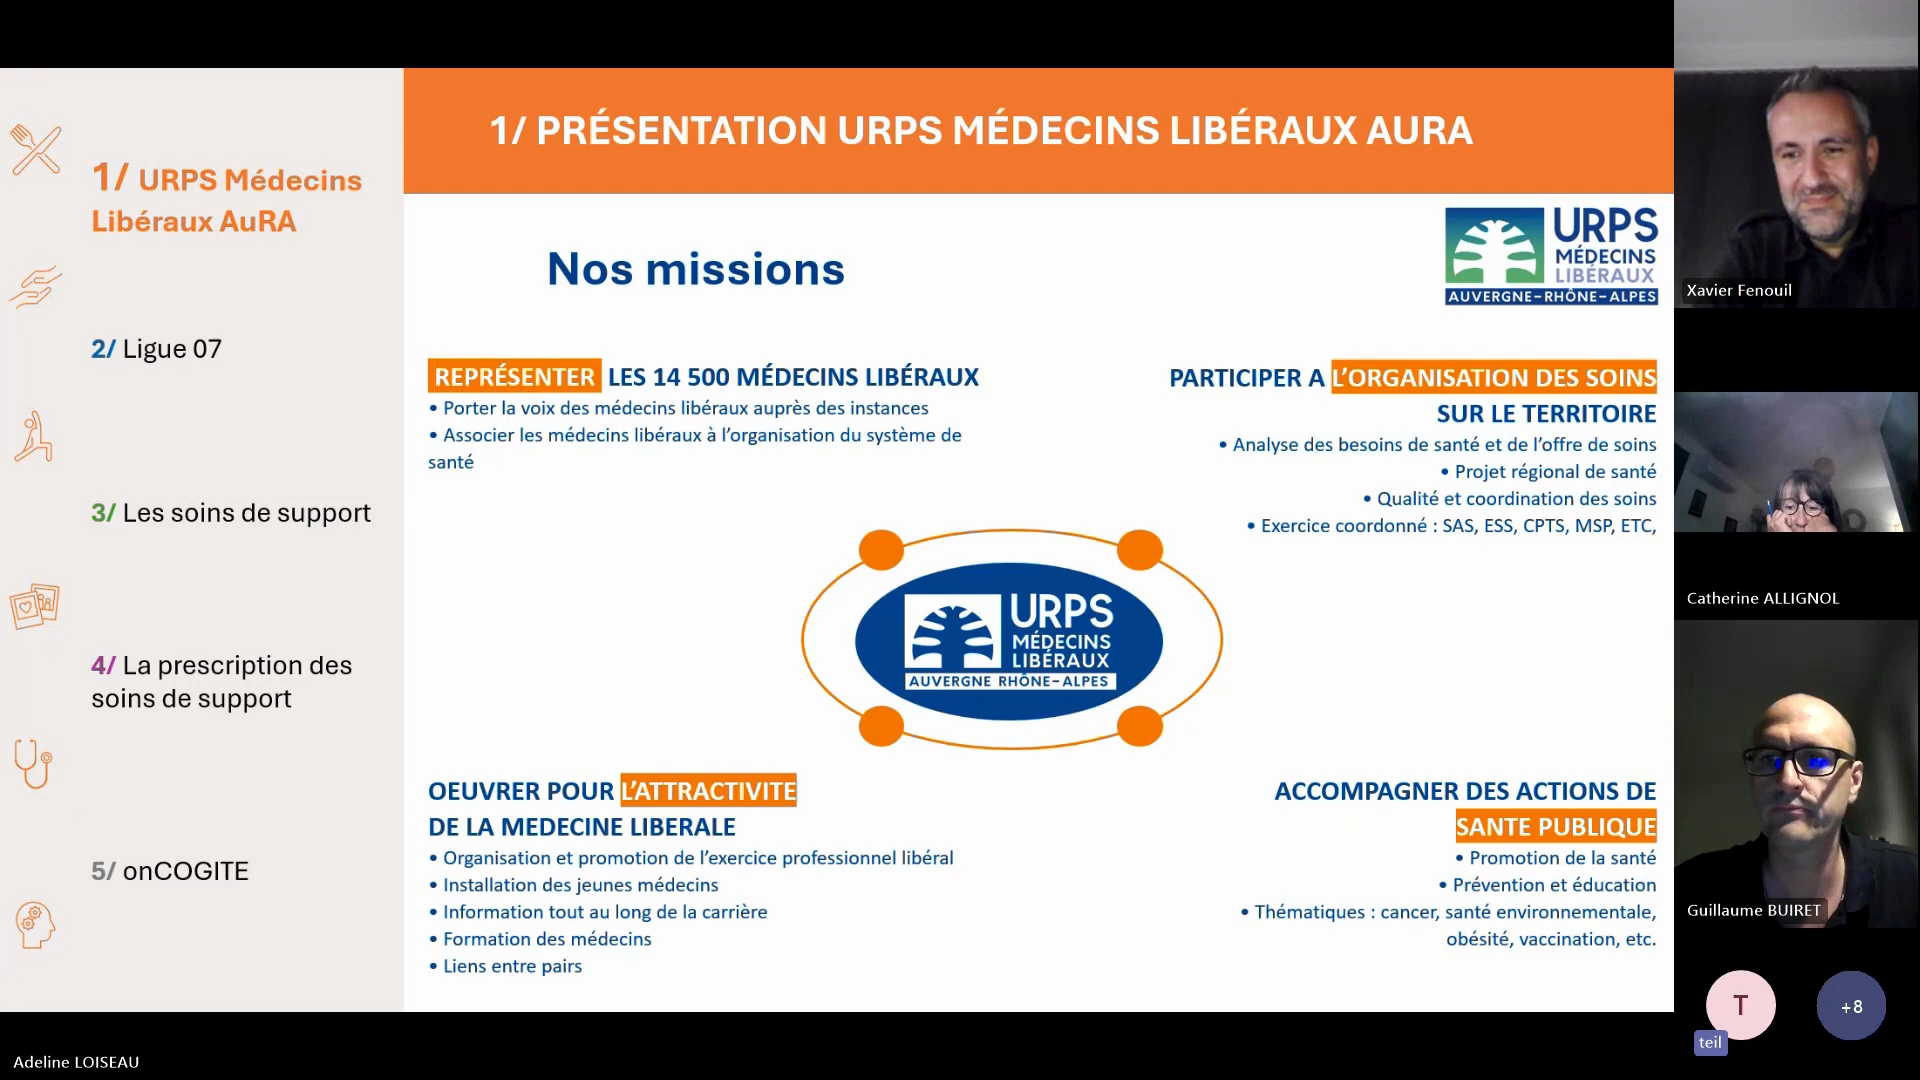 1/ URPS Médecins
Libéraux AuRA
2/ Ligue 07
3/ Les soins de support
4/ La prescription des
soins de support
5/ onCOGITE
1/ PRÉSENTATION URPS MÉDECINS LIBÉRAUX AURA
Nos missions
URPS
MÉDECINS
LIBÉRAUX
AUVERGNE-RHÔNE-ALPES
REPRÉSENTER LES 14 500 MÉDECINS LIBÉRAUX
• Porter la voix des médecins libéraux auprès des instances
• Associer les médecins libéraux à l’organisation du système de
santé
PARTICIPER A L’ORGANISATION DES SOINS
SUR LE TERRITOIRE
• Analyse des besoins de santé et de l’offre de soins
• Projet régional de santé
• Qualité et coordination des soins
• Exercice coordonné : SAS, ESS, CPTS, MSP, ETC,
URPS
MÉDECINS
LIBÉRAUX
AUVERGNE RHÔNE-ALPES
OEUVRER POUR L’ATTRACTIVITE
DE LA MEDECINE LIBERALE
• Organisation et promotion de l’exercice professionnel libéral
• Installation des jeunes médecins
• Information tout au long de la carrière
• Formation des médecins
• Liens entre pairs
ACCOMPAGNER DES ACTIONS DE
SANTE PUBLIQUE
• Promotion de la santé
• Prévention et éducation
• Thématiques : cancer, santé environnementale,
obésité, vaccination, etc.
Xavier Fenouil
Catherine ALLIGNOL
Guillaume BUIRET
T
+8
teil
Adeline LOISEAU